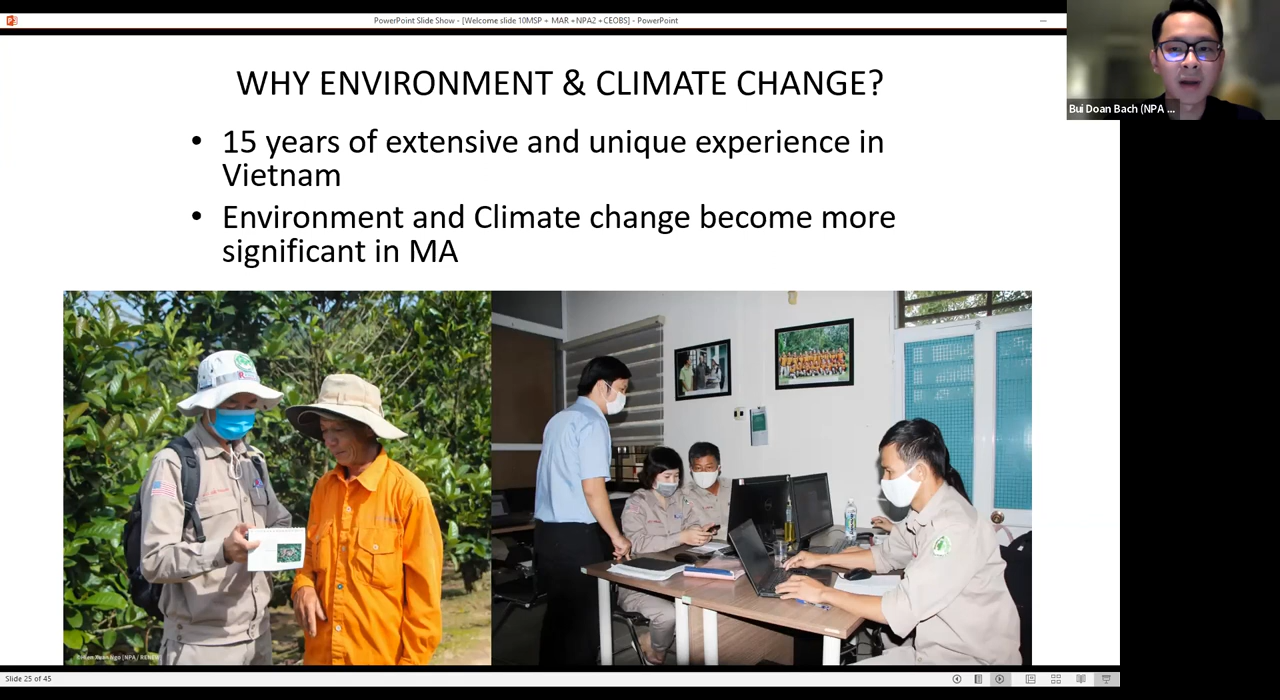 PowerPoint Slide Show - [Welcome slide 10MSP + MAR +NPA2 +CEOBS] - PowerPoint
Bui Doan Bach (NPA ...
WHY ENVIRONMENT & CLIMATE CHANGE?
• 15 years of extensive and unique experience in
Vietnam
• Environment and Climate change become more
significant in MA
Slide 25 of 45